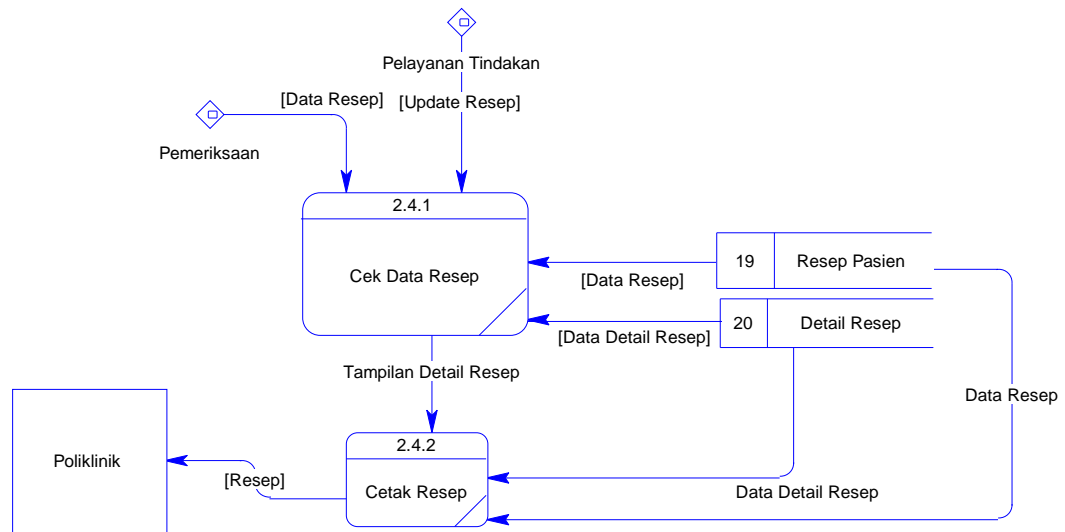 Pelayanan Tindakan
[Data Resep]
[Update Resep]
Pemeriksaan
2.4.1
Cek Data Resep
19
Resep Pasien
[Data Resep]
20
Detail Resep
[Data Detail Resep]
Tampilan Detail Resep
Data Resep
2.4.2
Poliklinik
[Resep]
Cetak Resep
Data Detail Resep